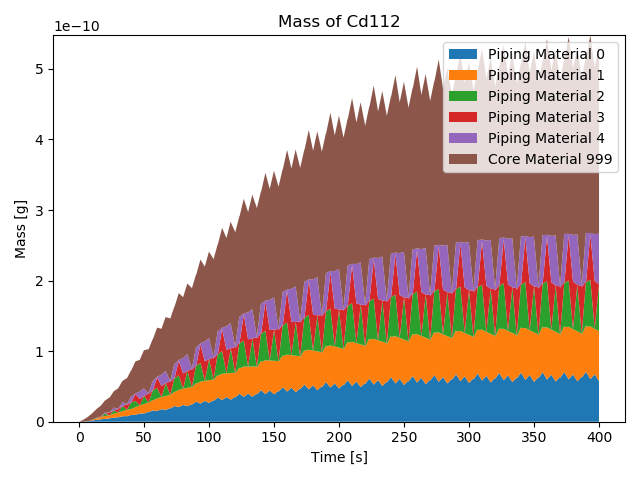 Mass of Cd112
1e−10
Piping Material 0
Piping Material 1
Piping Material 2
Piping Material 3
Piping Material 4
Core Material 999
5
4
3
2
1
0
Mass [g]
0 50 100 150 200 250 300 350 400
Time [s]